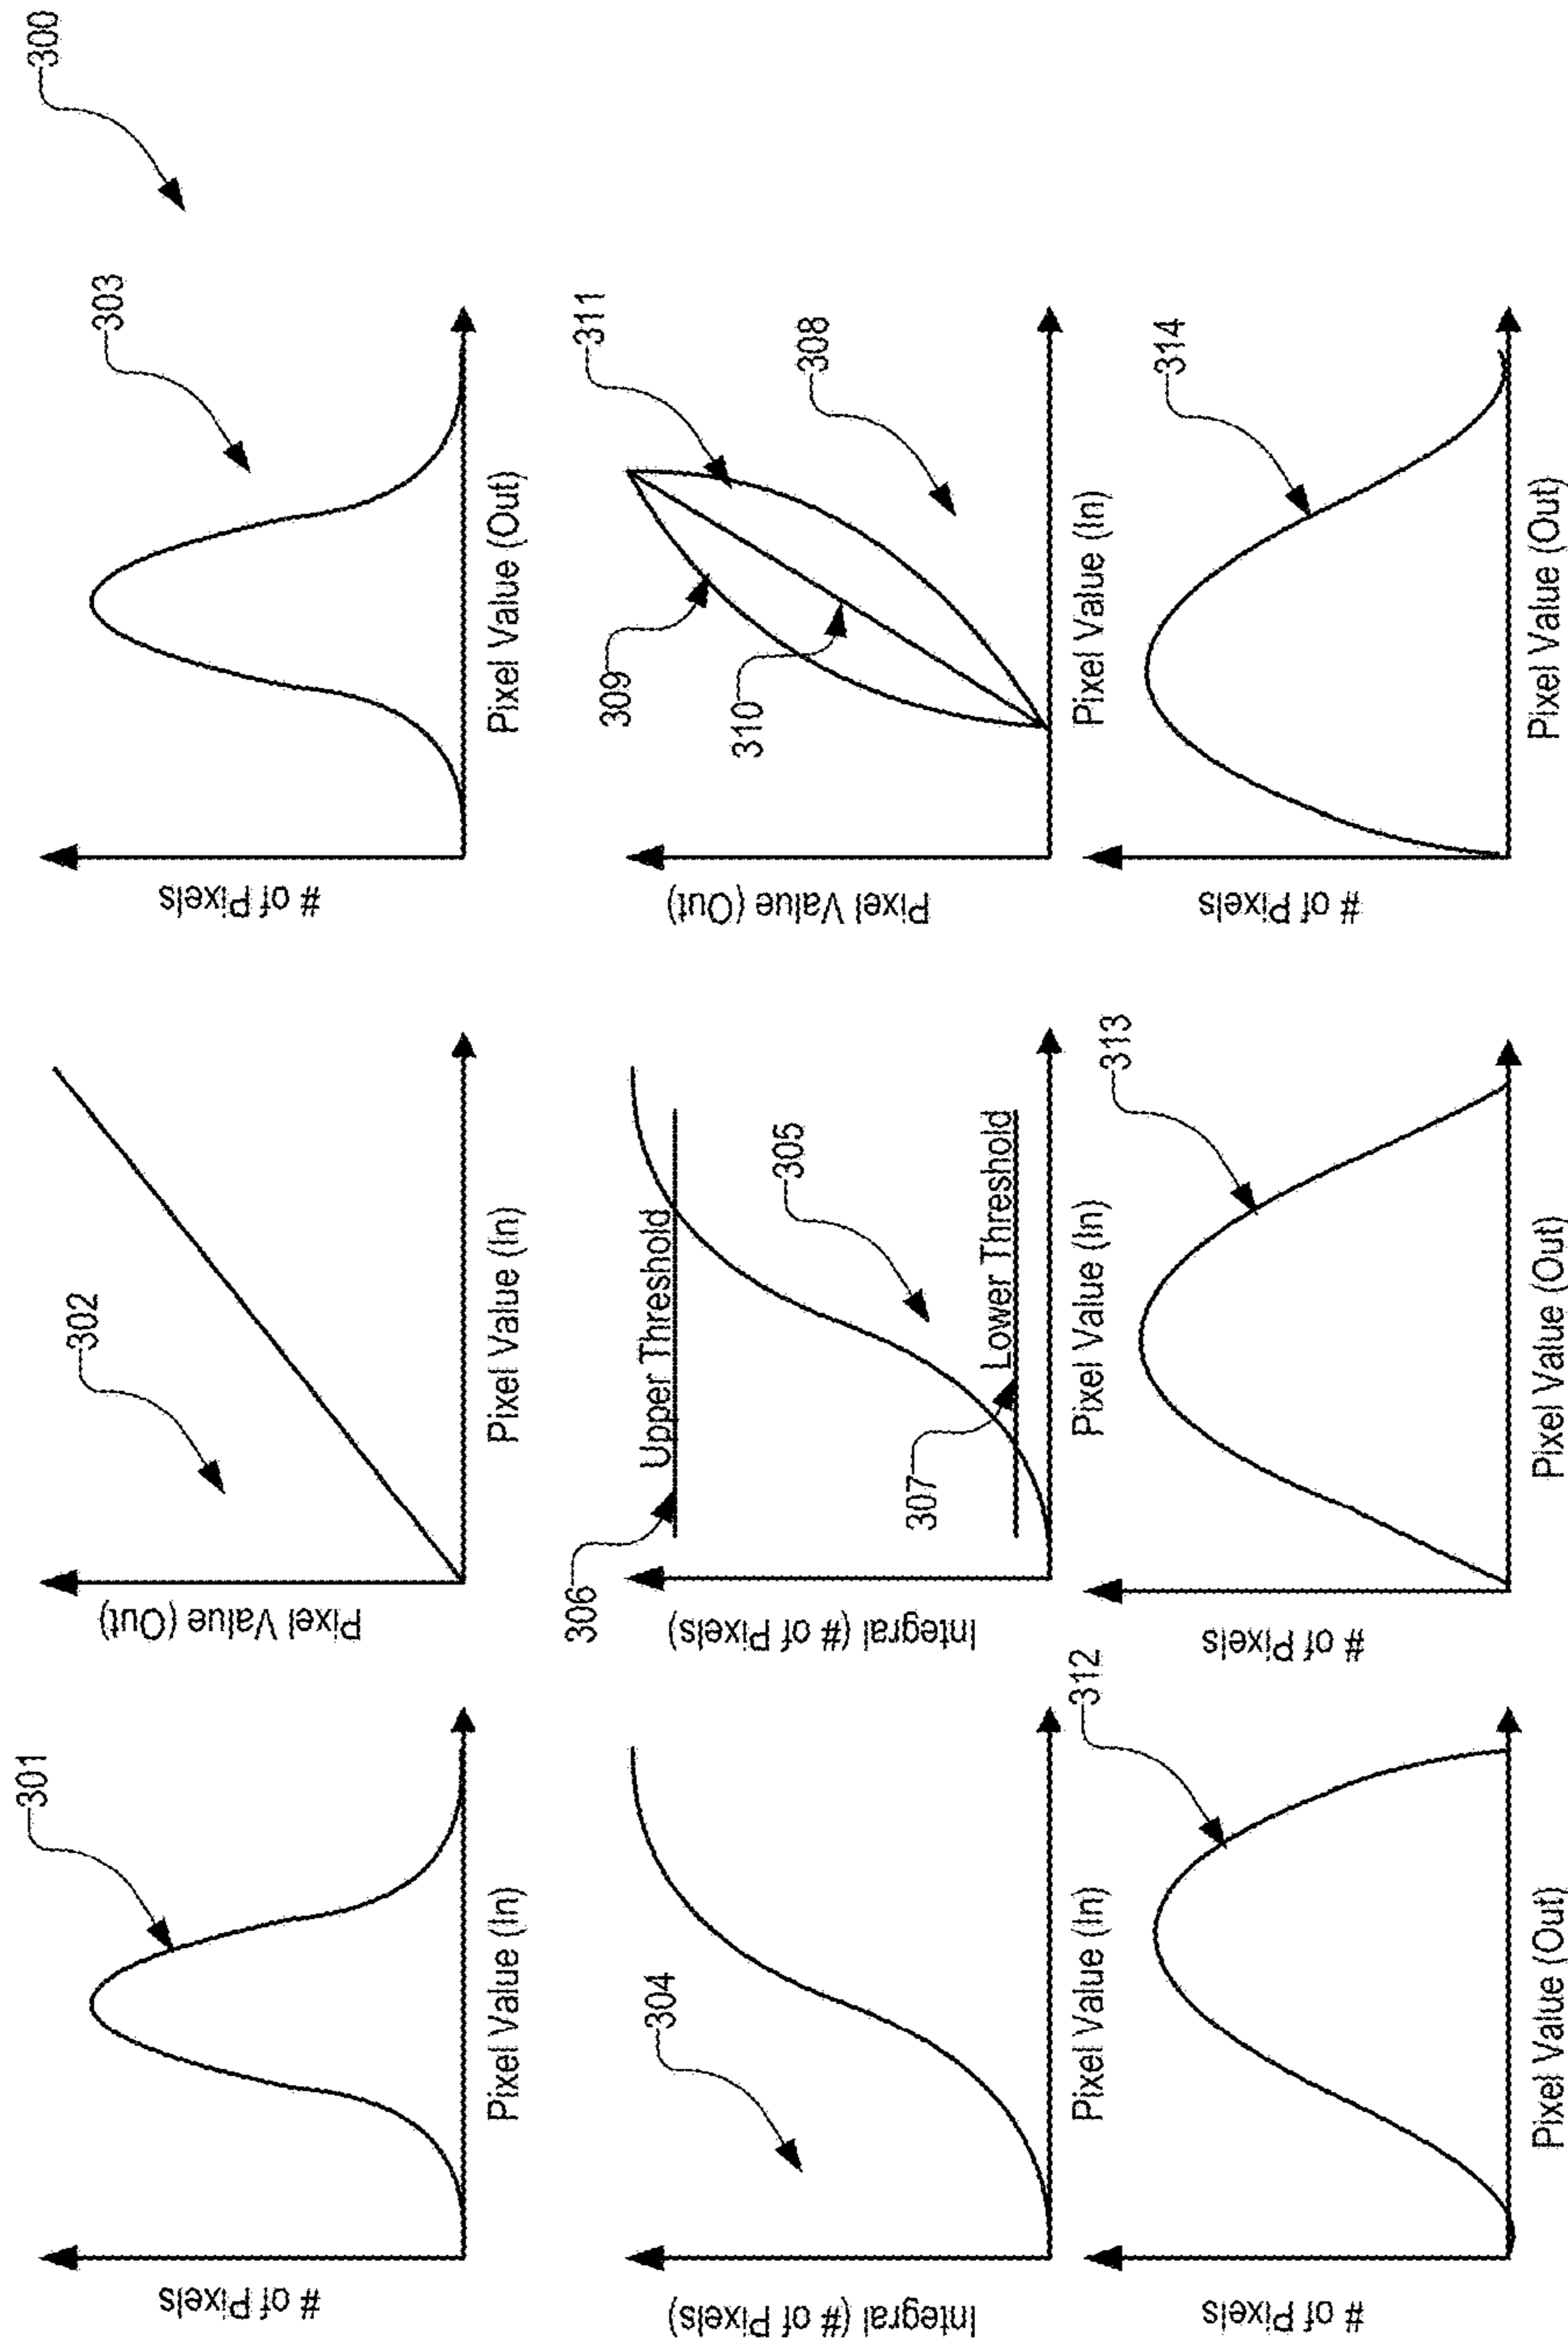 300
301
# of Pixels
Pixel Value (In)
302
Pixel Value (Out)
Pixel Value (In)
303
# of Pixels
Pixel Value (Out)
304
Integral (# of Pixels)
Pixel Value (In)
306
Upper Threshold
305
307
Lower Threshold
Integral (# of Pixels)
Pixel Value (In)
309
310
311
308
Pixel Value (Out)
Pixel Value (In)
312
# of Pixels
Pixel Value (Out)
313
# of Pixels
Pixel Value (Out)
314
# of Pixels
Pixel Value (Out)